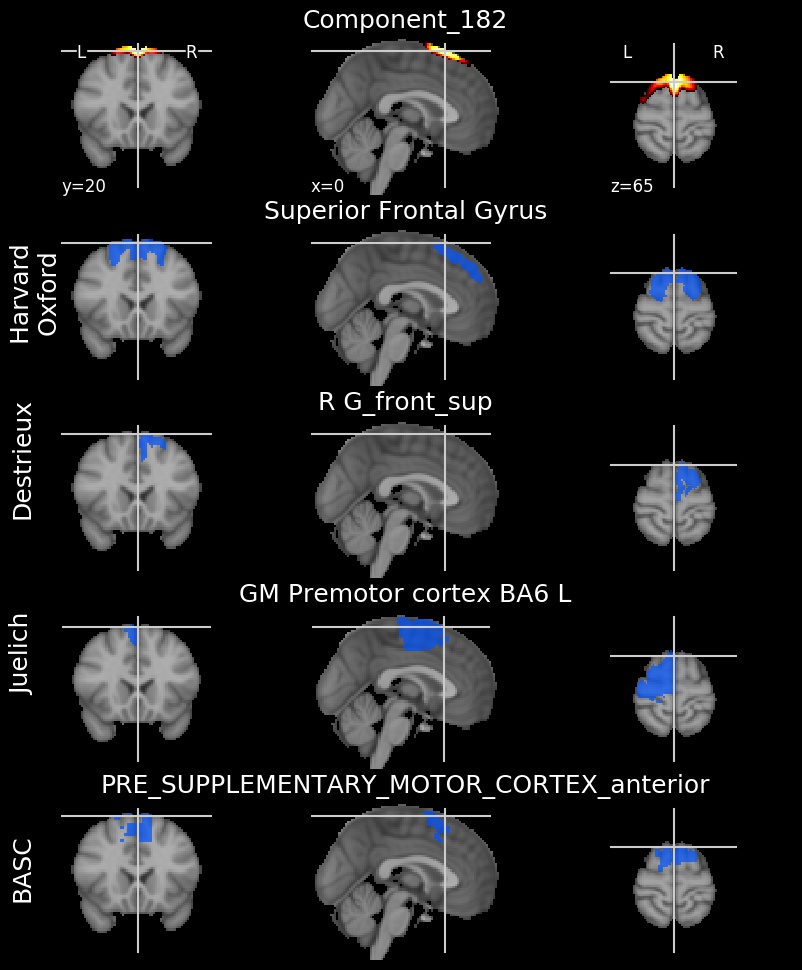 Component_182
L R
L R
y=20 x=0 z=65
Superior Frontal Gyrus
Harvard
Oxford
R G_front_sup
Destrieux
GM Premotor cortex BA6 L
Juelich
PRE_SUPPLEMENTARY_MOTOR_CORTEX_anterior
BASC